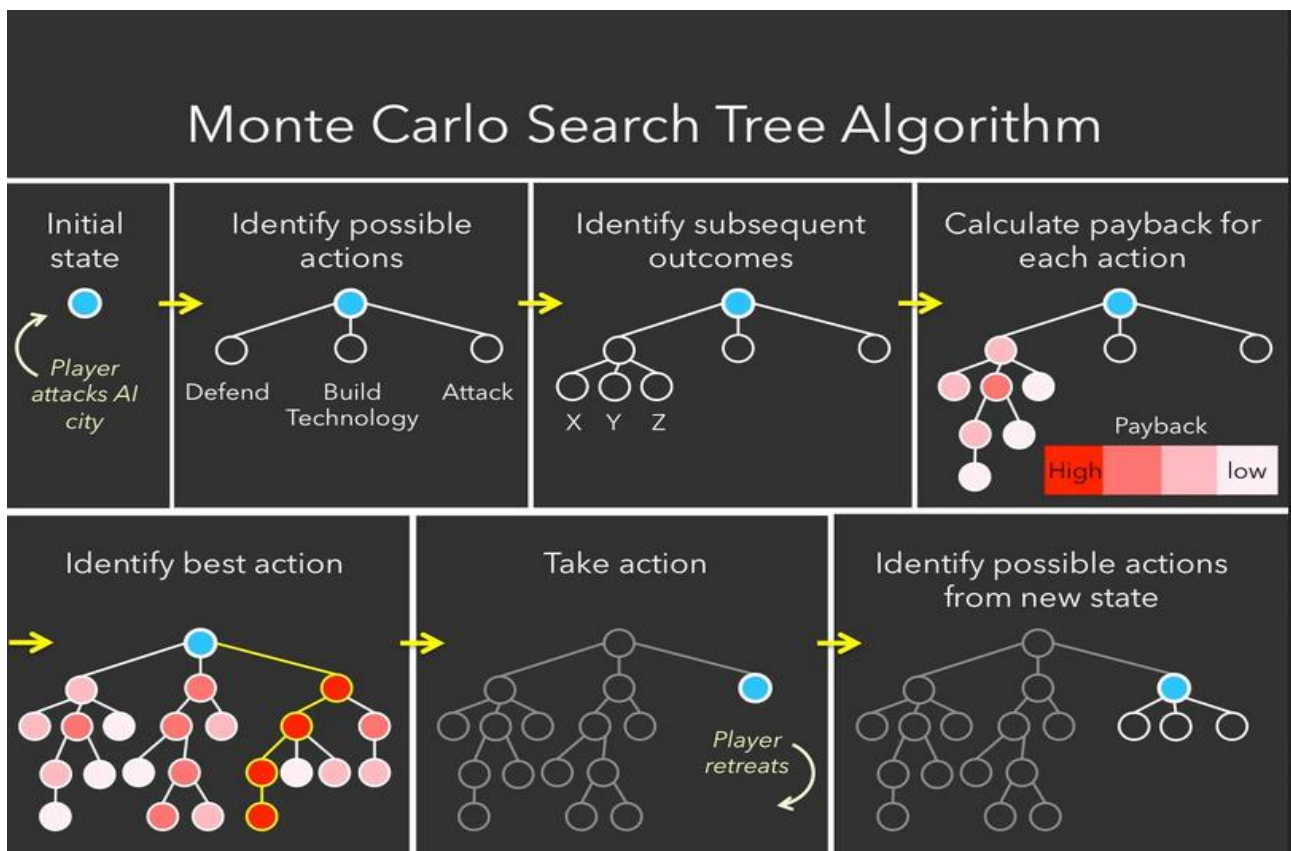 Monte Carlo Search Tree Algorithm
Initial
state
Player
attacks AI
city
Identify possible
actions
Defend
Build
Technology
Attack
Identify subsequent
outcomes
X Y Z
Calculate payback for
each action
Payback
High
low
Identify best action
Take action
Player
retreats
Identify possible actions
from new state